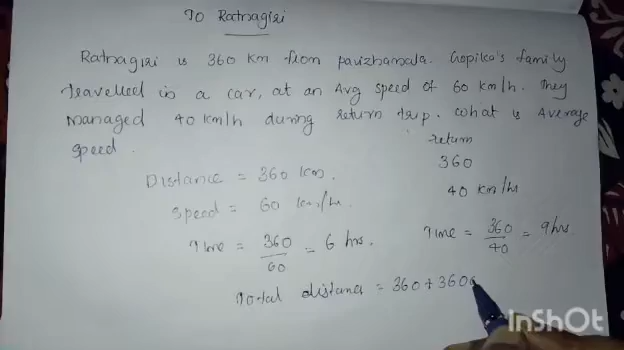 To Ratnagiri
Ratnagiri is 360 km from pavizhamala. Gopika's family
travelled in a car, at an Avg speed of 60 km/h. They
managed 40 km/h during return trip. What is Average
speed.
return
360
40 km/hr
Distance = 360 km.
Speed = 60 km/hr.
Time = 360/60 = 6 hrs.
Time = 360/40 = 9 hrs
Total distance = 360 + 360
InShOt